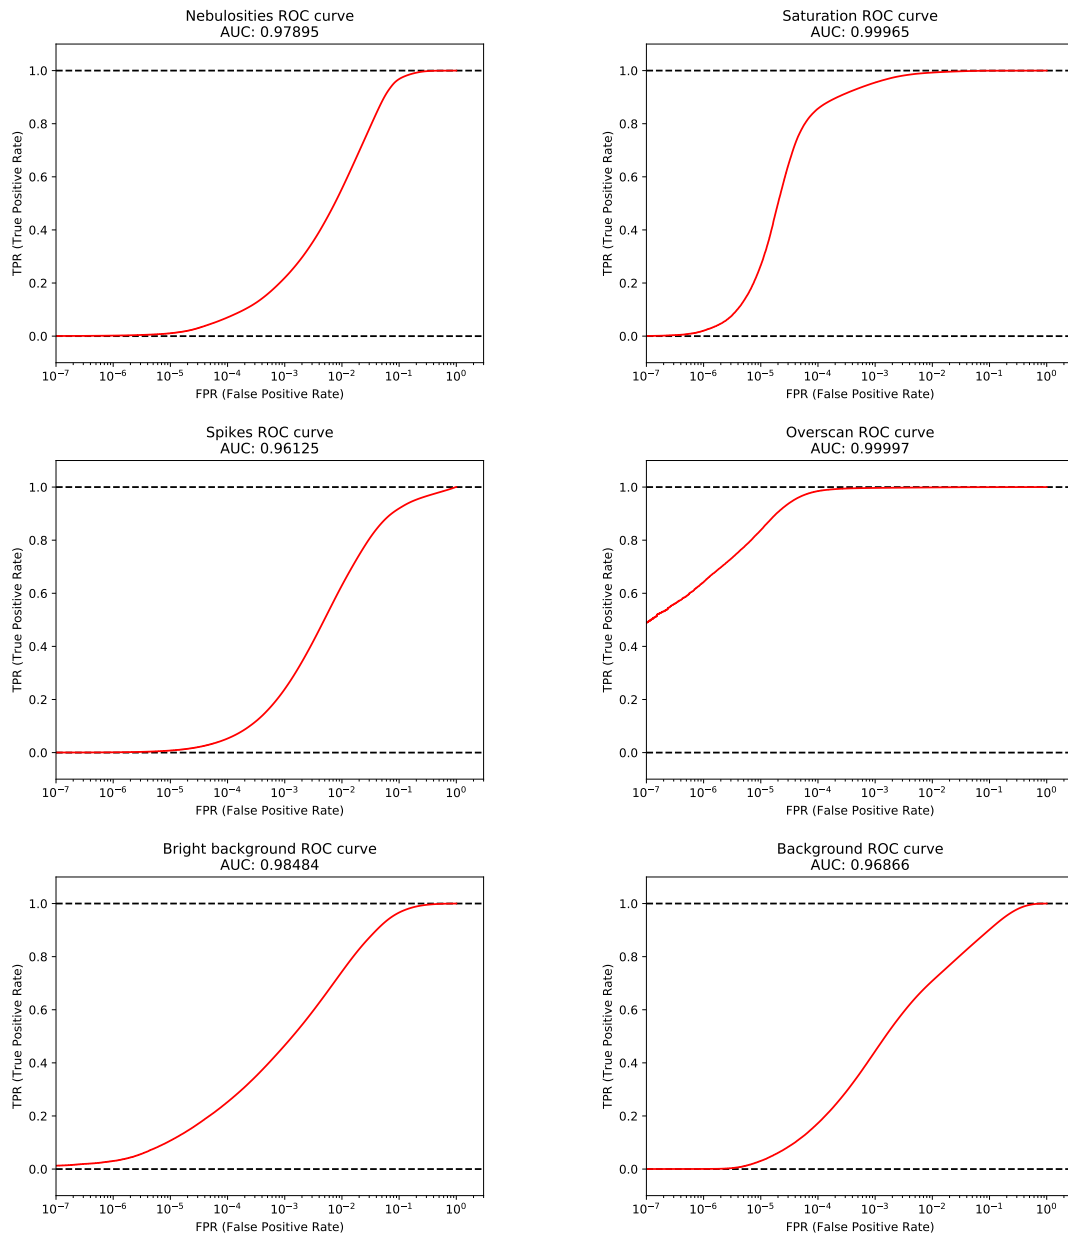 Nebulosities ROC curve
AUC: 0.97895
TPR (True Positive Rate)
1.0
0.8
0.6
0.4
0.2
0.0
10⁻⁷ 10⁻⁶ 10⁻⁵ 10⁻⁴ 10⁻³ 10⁻² 10⁻¹ 10⁰
FPR (False Positive Rate)
Saturation ROC curve
AUC: 0.99965
TPR (True Positive Rate)
1.0
0.8
0.6
0.4
0.2
0.0
10⁻⁷ 10⁻⁶ 10⁻⁵ 10⁻⁴ 10⁻³ 10⁻² 10⁻¹ 10⁰
FPR (False Positive Rate)
Spikes ROC curve
AUC: 0.96125
TPR (True Positive Rate)
1.0
0.8
0.6
0.4
0.2
0.0
10⁻⁷ 10⁻⁶ 10⁻⁵ 10⁻⁴ 10⁻³ 10⁻² 10⁻¹ 10⁰
FPR (False Positive Rate)
Overscan ROC curve
AUC: 0.99997
TPR (True Positive Rate)
1.0
0.8
0.6
0.4
0.2
0.0
10⁻⁷ 10⁻⁶ 10⁻⁵ 10⁻⁴ 10⁻³ 10⁻² 10⁻¹ 10⁰
FPR (False Positive Rate)
Bright background ROC curve
AUC: 0.98484
TPR (True Positive Rate)
1.0
0.8
0.6
0.4
0.2
0.0
10⁻⁷ 10⁻⁶ 10⁻⁵ 10⁻⁴ 10⁻³ 10⁻² 10⁻¹ 10⁰
FPR (False Positive Rate)
Background ROC curve
AUC: 0.96866
TPR (True Positive Rate)
1.0
0.8
0.6
0.4
0.2
0.0
10⁻⁷ 10⁻⁶ 10⁻⁵ 10⁻⁴ 10⁻³ 10⁻² 10⁻¹ 10⁰
FPR (False Positive Rate)